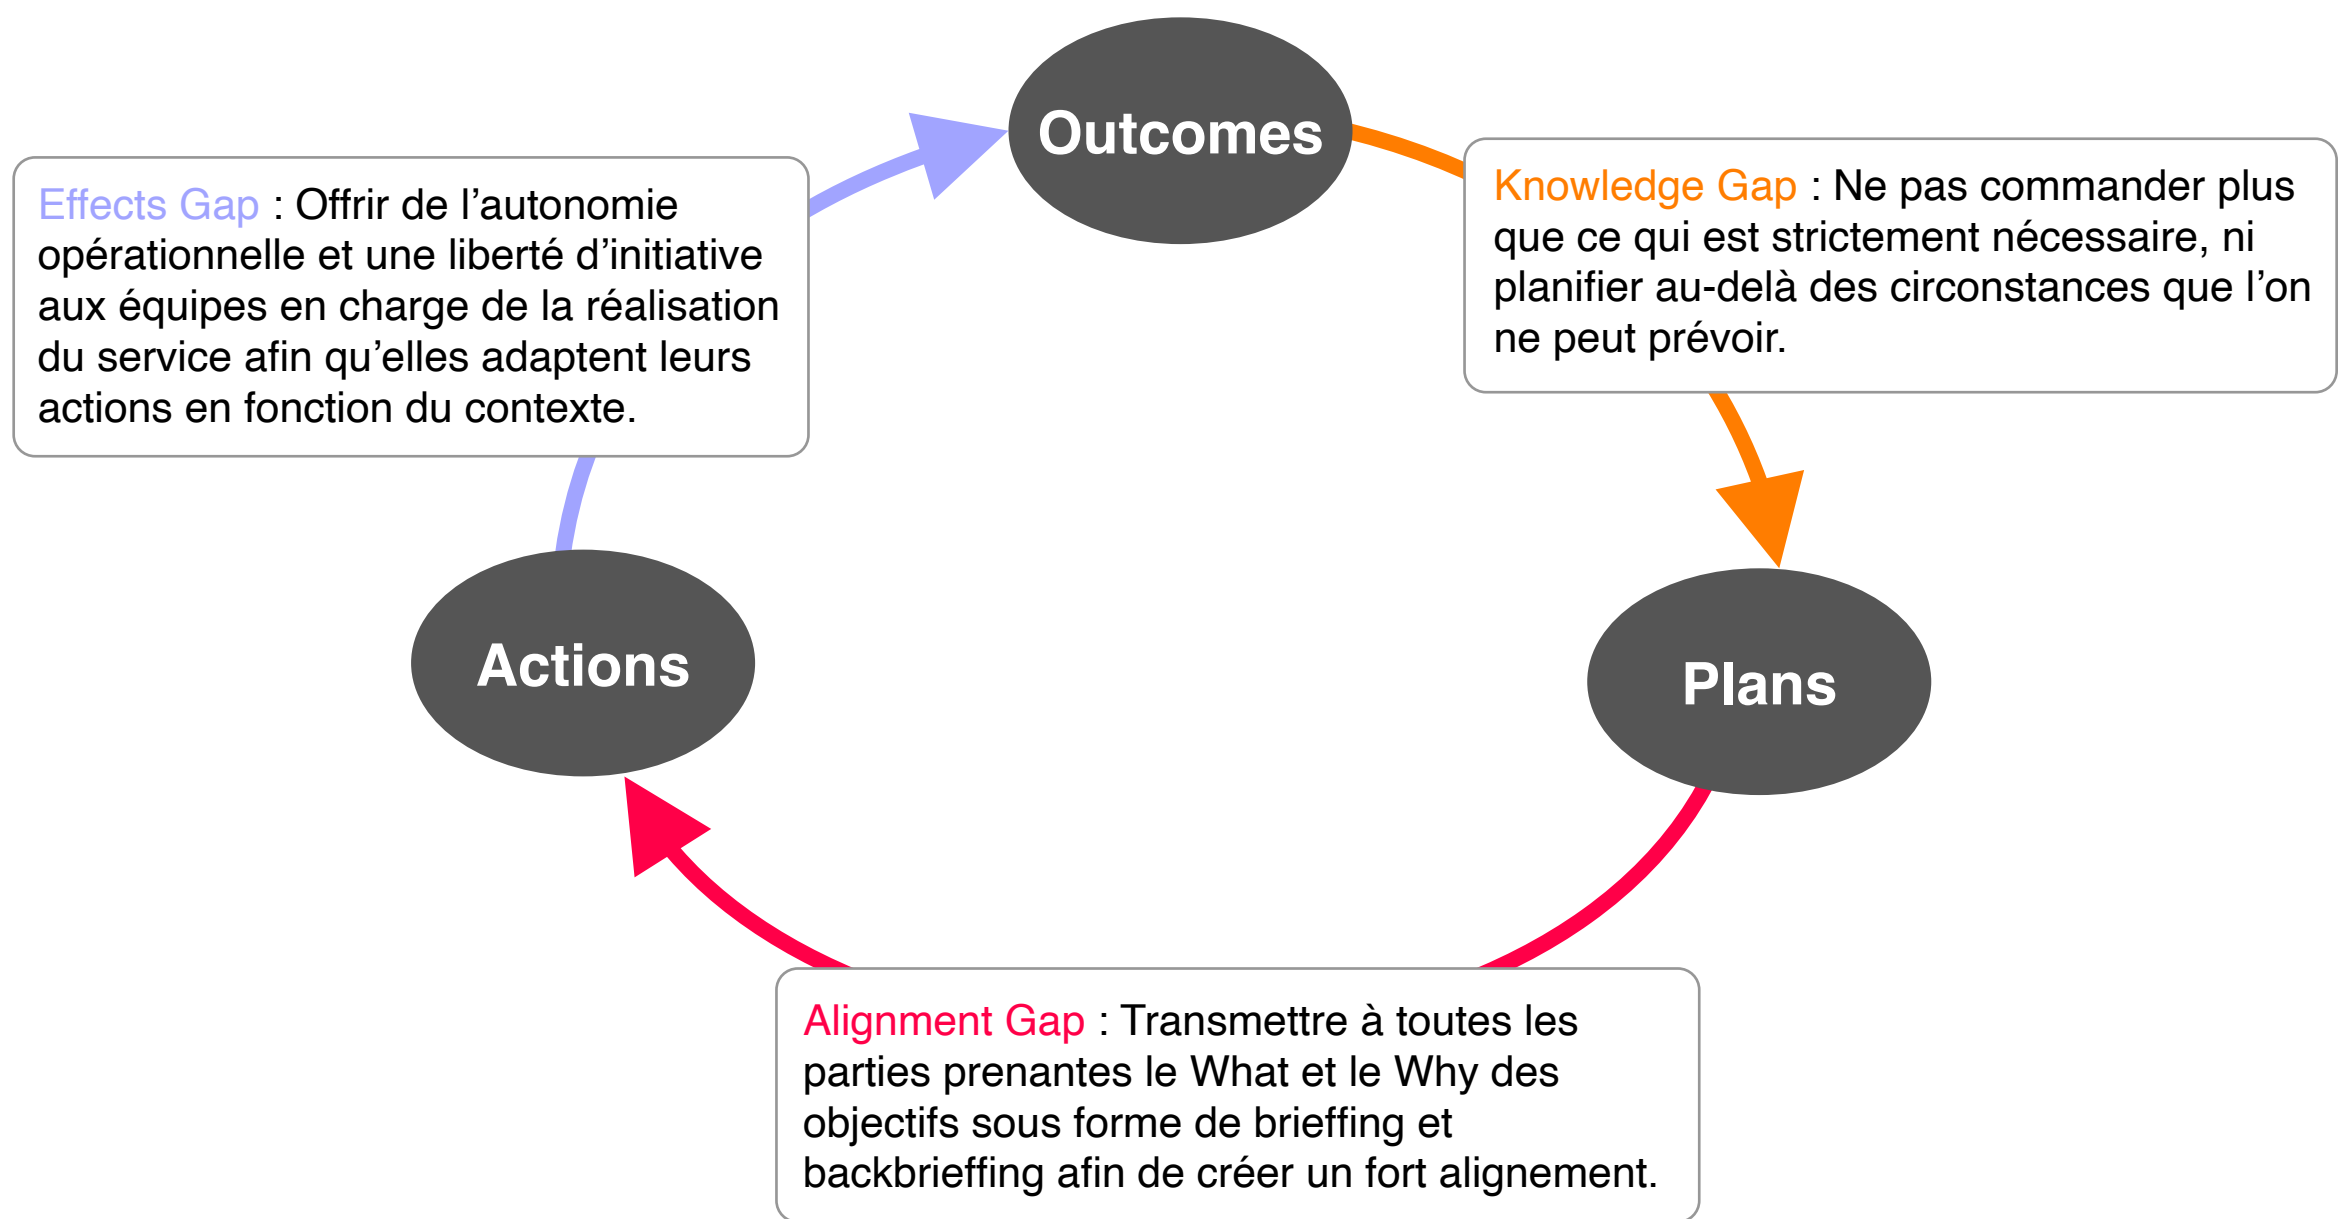 Outcomes
Effects Gap : Offrir de l’autonomie
opérationnelle et une liberté d’initiative
aux équipes en charge de la réalisation
du service afin qu’elles adaptent leurs
actions en fonction du contexte.
Knowledge Gap : Ne pas commander plus
que ce qui est strictement nécessaire, ni
planifier au-delà des circonstances que l’on
ne peut prévoir.
Actions
Plans
Alignment Gap : Transmettre à toutes les
parties prenantes le What et le Why des
objectifs sous forme de brieffing et
backbrieffing afin de créer un fort alignement.